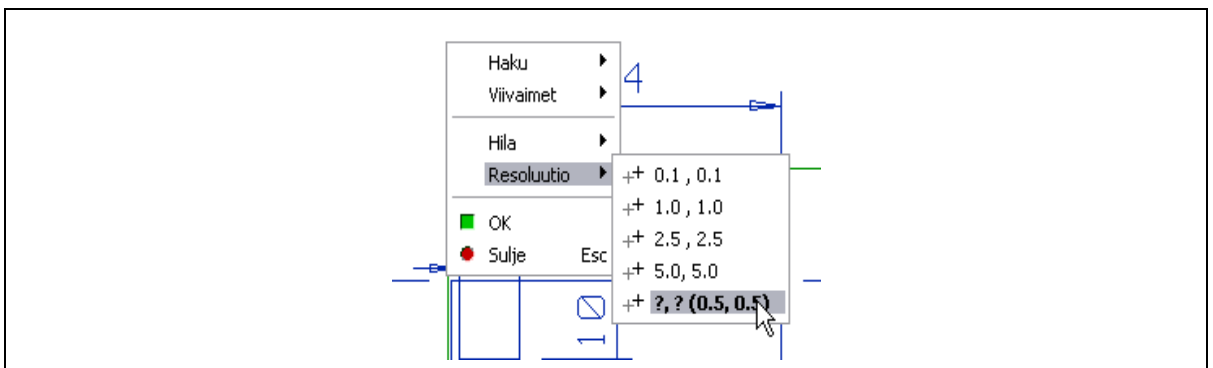 Haku
Viivaimet
Hila
Resoluutio
OK
Sulje Esc
4
0.1 , 0.1
1.0 , 1.0
2.5 , 2.5
5.0, 5.0
?, ? (0.5, 0.5)
10